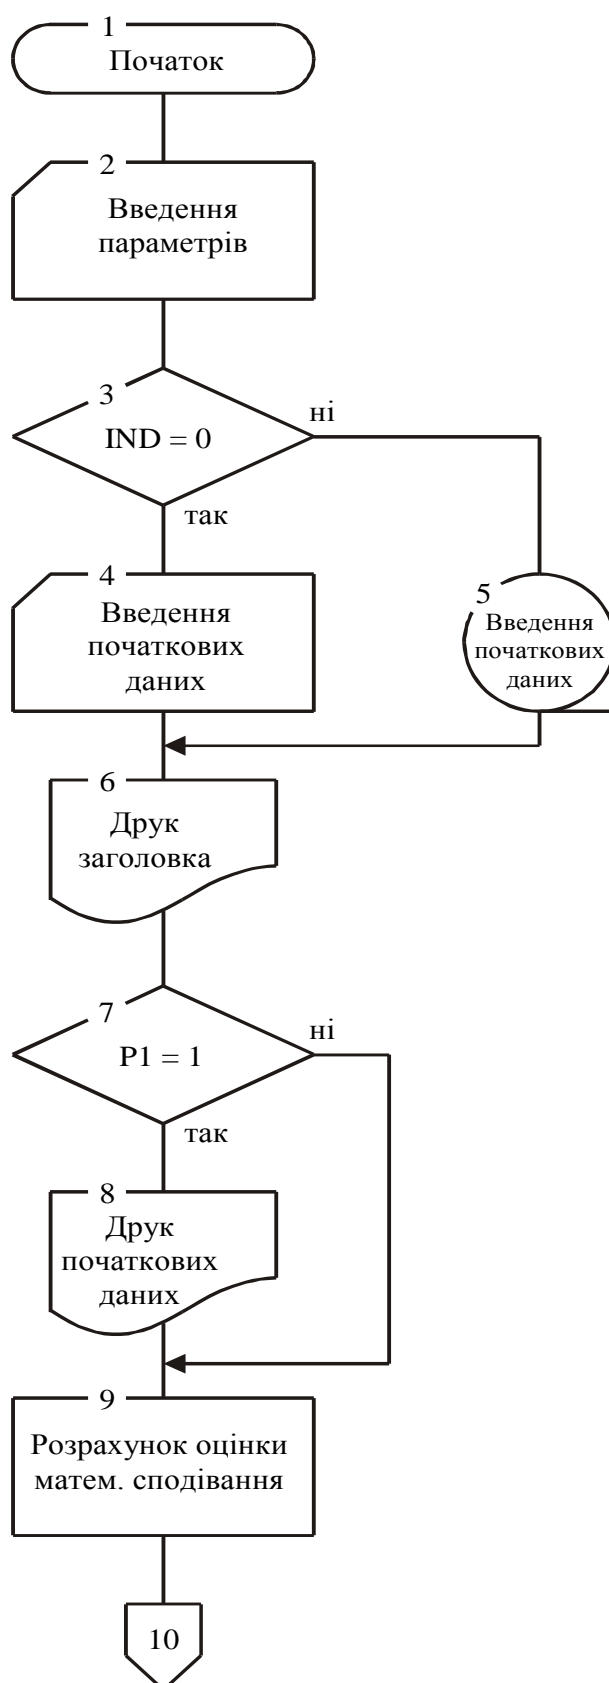 1
Початок
2
Введення
параметрів
3
IND = 0
ні
так
4
Введення
початкових
даних
5
Введення
початкових
даних
6
Друк
заголовка
7
P1 = 1
ні
так
8
Друк
початкових
даних
9
Розрахунок оцінки
матем. сподівання
10